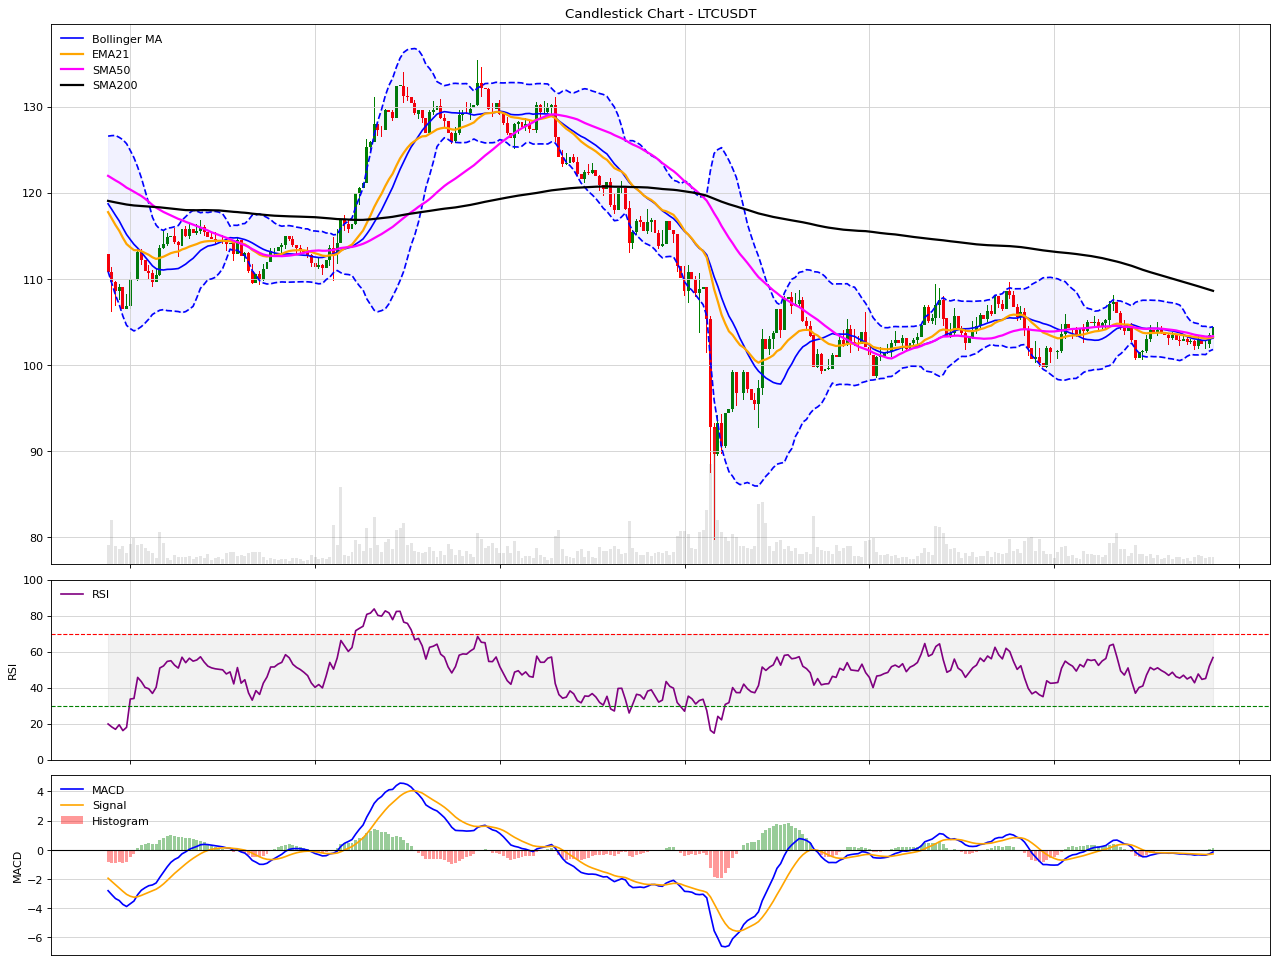 Candlestick Chart - LTCUSDT
Bollinger MA
EMA21
SMA50
SMA200
130
120
110
100
90
80
100
RSI
80
60
40
20
0
RSI
4
MACD
Signal
2
Histogram
0
−2
−4
−6
MACD